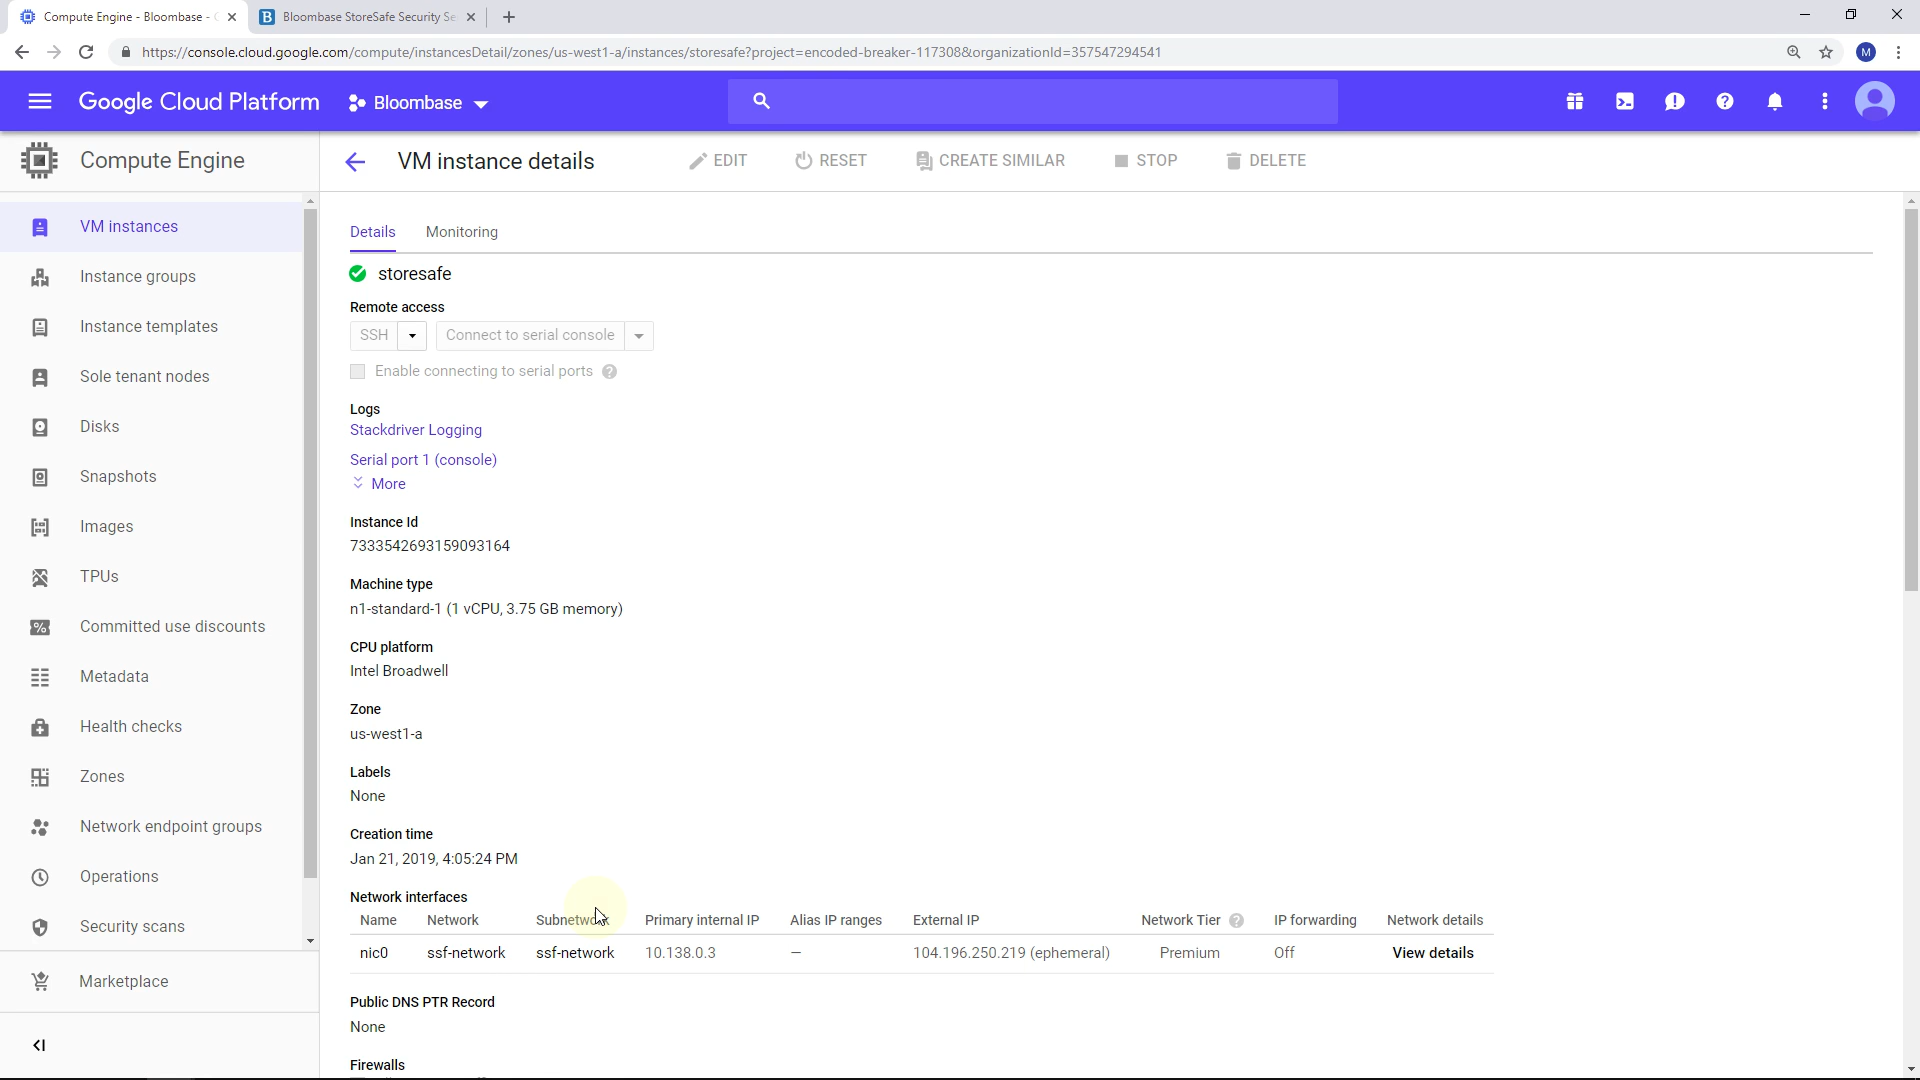 Compute Engine - Bloombase - G
Bloombase StoreSafe Security Se
https://console.cloud.google.com/compute/instancesDetail/zones/us-west1-a/instances/storesafe?project=encoded-breaker-117308&organizationId=357547294541
M
Google Cloud Platform
Bloombase
Compute Engine
VM instance details
EDIT
RESET
CREATE SIMILAR
STOP
DELETE
VM instances
Instance groups
Instance templates
Sole tenant nodes
Disks
Snapshots
Images
TPUs
Committed use discounts
Metadata
Health checks
Zones
Network endpoint groups
Operations
Security scans
Marketplace
Details Monitoring
storesafe
Remote access
SSH Connect to serial console
Enable connecting to serial ports
Logs
Stackdriver Logging
Serial port 1 (console)
More
Instance Id
7333542693159093164
Machine type
n1-standard-1 (1 vCPU, 3.75 GB memory)
CPU platform
Intel Broadwell
Zone
us-west1-a
Labels
None
Creation time
Jan 21, 2019, 4:05:24 PM
Network interfaces
Name Network Subnetwork Primary internal IP Alias IP ranges External IP Network Tier IP forwarding Network details
nic0 ssf-network ssf-network 10.138.0.3 — 104.196.250.219 (ephemeral) Premium Off View details
Public DNS PTR Record
None
Firewalls